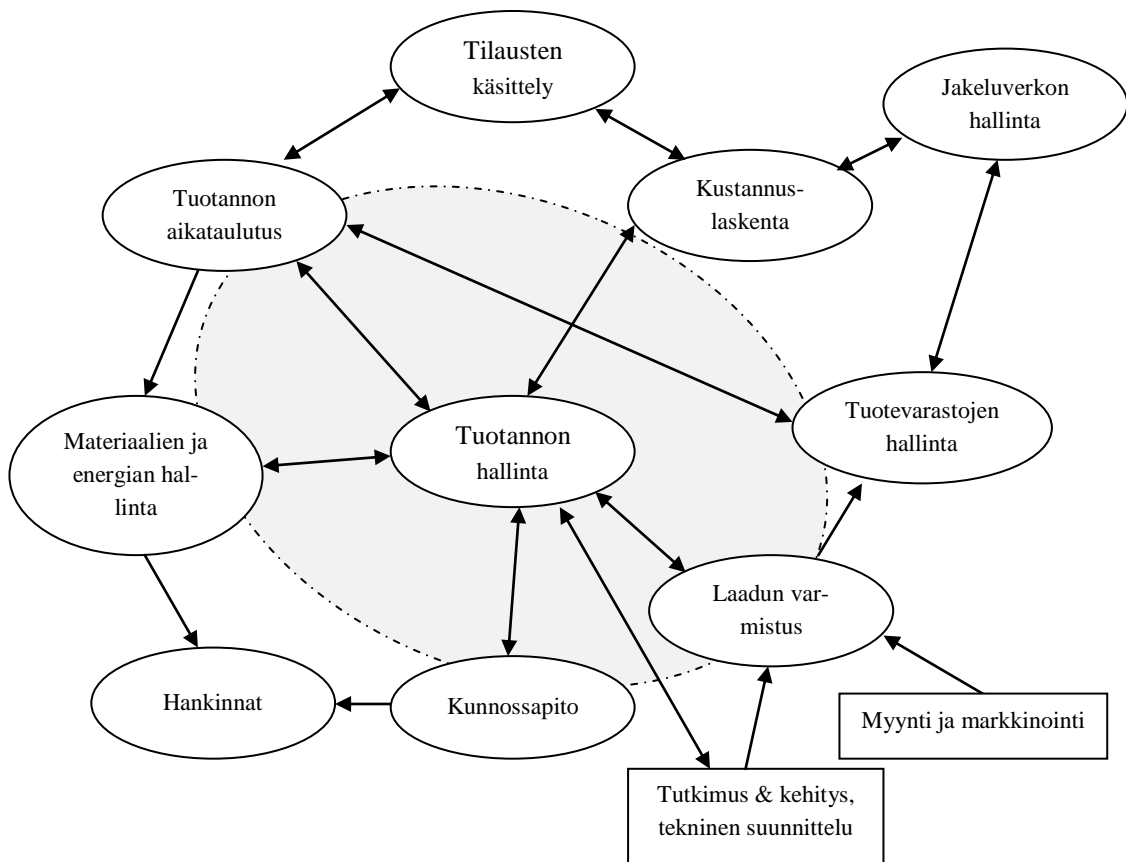 Tilausten
käsittely
Jakeluverkon
hallinta
Tuotannon
aikataulutus
Kustannus-
laskenta
Tuotevarastojen
hallinta
Materiaalien ja
energian hal-
linta
Tuotannon
hallinta
Laadun var-
mistus
Hankinnat
Kunnossapito
Myynti ja markkinointi
Tutkimus & kehitys,
tekninen suunnittelu